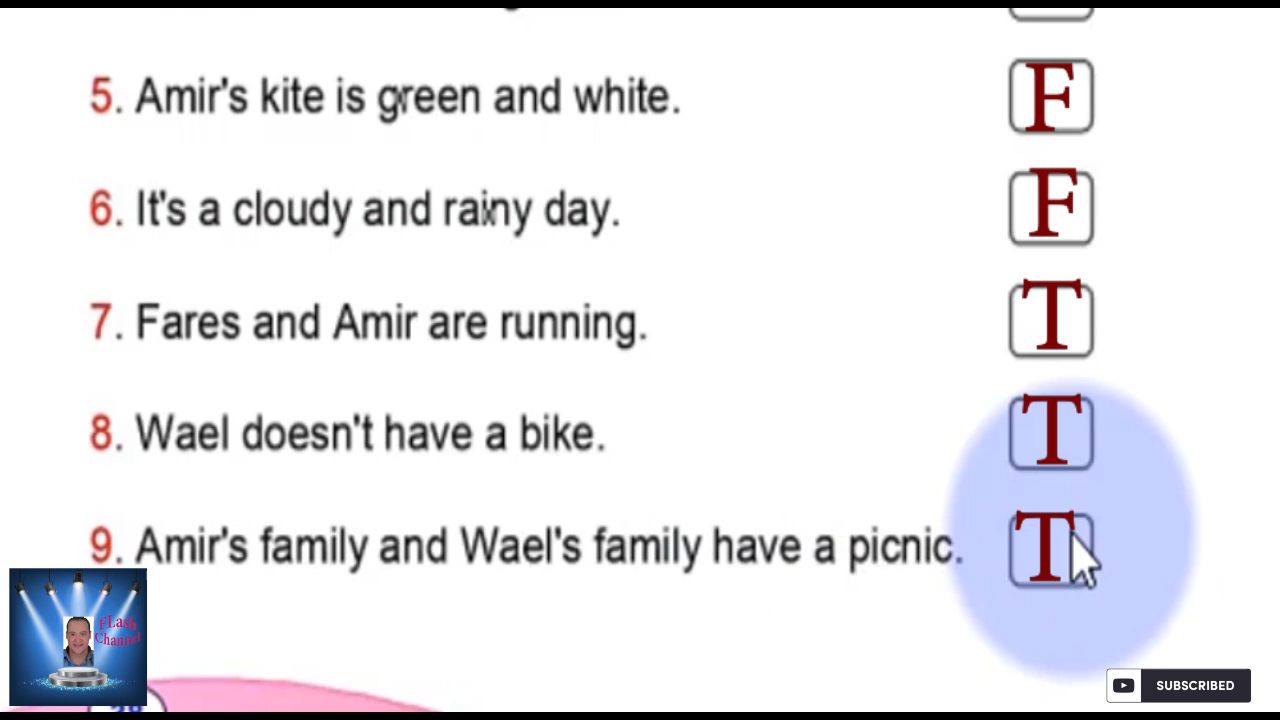 5. Amir's kite is green and white. F
6. It's a cloudy and rainy day. F
7. Fares and Amir are running. T
8. Wael doesn't have a bike. T
9. Amir's family and Wael's family have a picnic. T
FLash
Channel
SUBSCRIBED